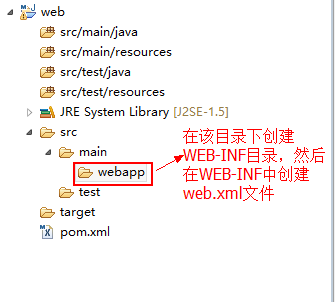 web
src/main/java
src/main/resources
src/test/java
src/test/resources
JRE System Library [J2SE-1.5]
src
main
webapp
test
target
pom.xml
在该目录下创建
WEB-INF目录，然后
在WEB-INF中创建
web.xml文件